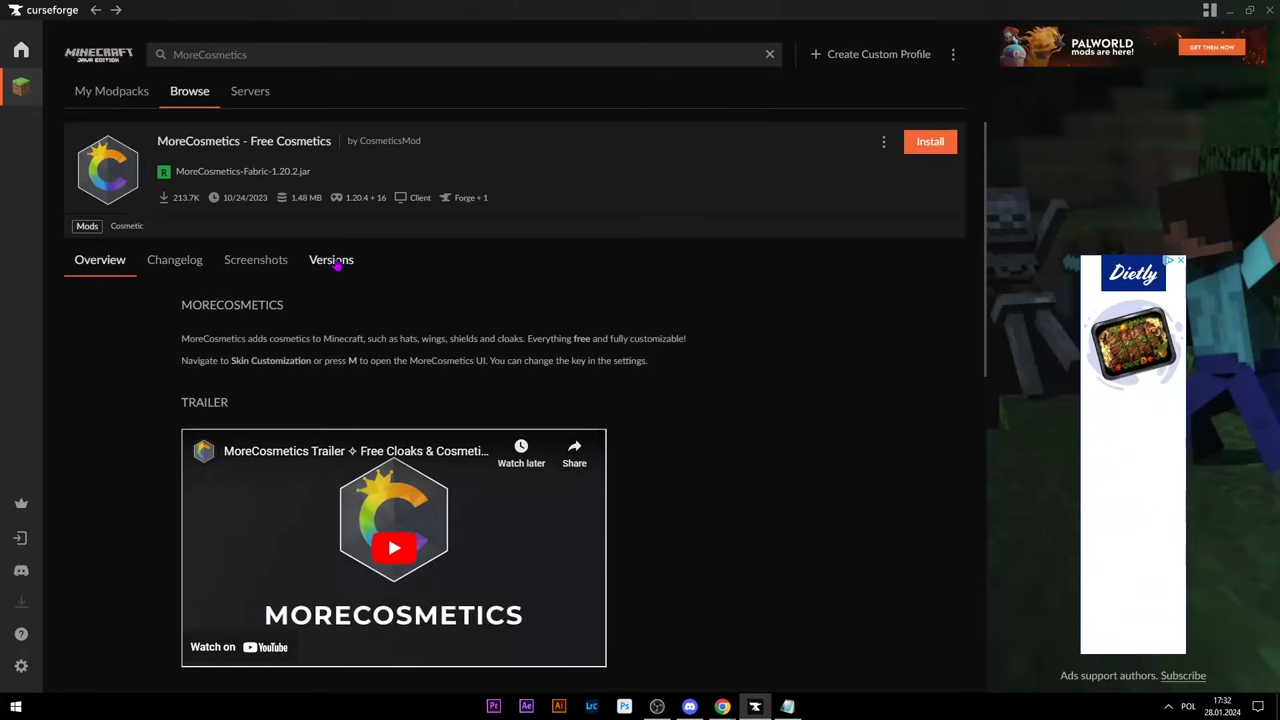 curseforge
MINECRAFT
JAVA EDITION
MoreCosmetics
Create Custom Profile
PALWORLD
mods are here!
GET THEM NOW
My Modpacks
Browse
Servers
MoreCosmetics - Free Cosmetics
by CosmeticsMod
Install
R
MoreCosmetics-Fabric-1.20.2.jar
213.7K
10/24/2023
1.48 MB
1.20.4 + 16
Client
Forge + 1
Mods
Cosmetic
Overview
Changelog
Screenshots
Versions
Dietly
MORECOSMETICS
MoreCosmetics adds cosmetics to Minecraft, such as hats, wings, shields and cloaks. Everything free and fully customizable!
Navigate to Skin Customization or press M to open the MoreCosmetics UI. You can change the key in the settings.
TRAILER
MoreCosmetics Trailer ✧ Free Cloaks & Cosmeti...
Watch later
Share
MORECOSMETICS
Watch on YouTube
Ads support authors. Subscribe
Pr
Ae
Ai
Lrc
Ps
POL
17:32
28.01.2024